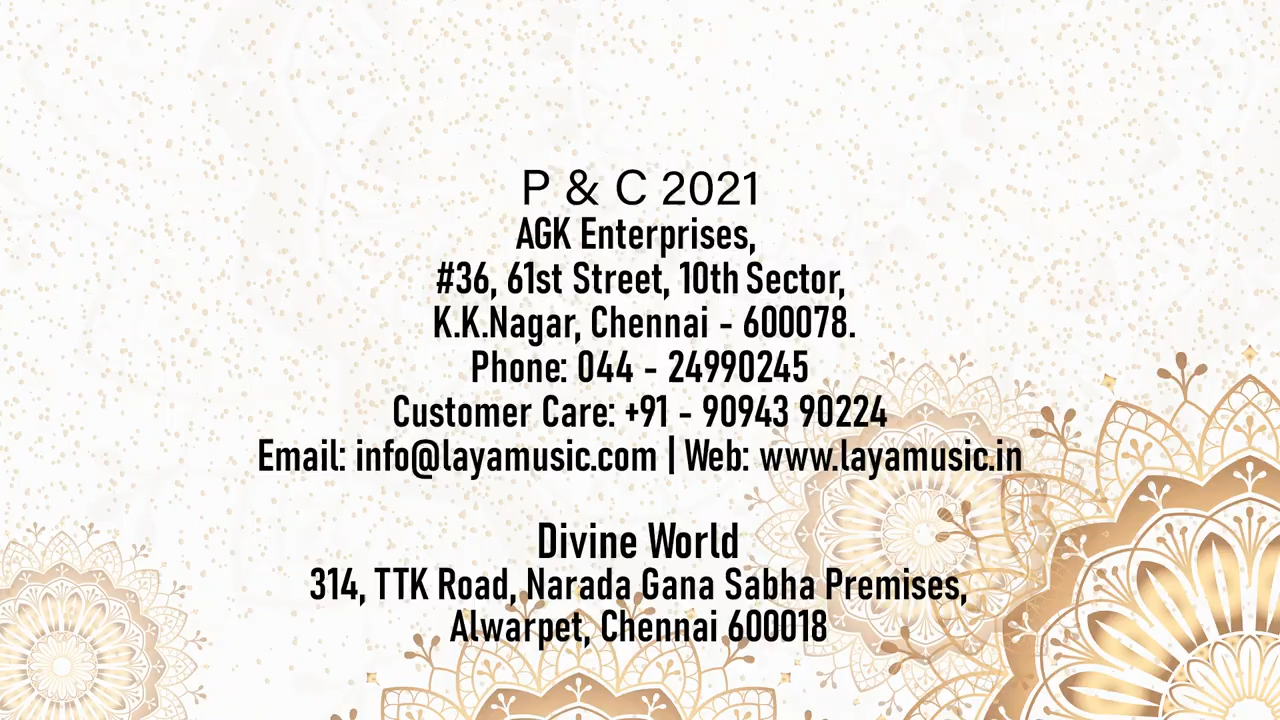 P & C 2021
AGK Enterprises,
#36, 61st Street, 10th Sector,
K.K.Nagar, Chennai - 600078.
Phone: 044 - 24990245
Customer Care: +91 - 90943 90224
Email: info@layamusic.com | Web: www.layamusic.in
Divine World
314, TTK Road, Narada Gana Sabha Premises,
Alwarpet, Chennai 600018